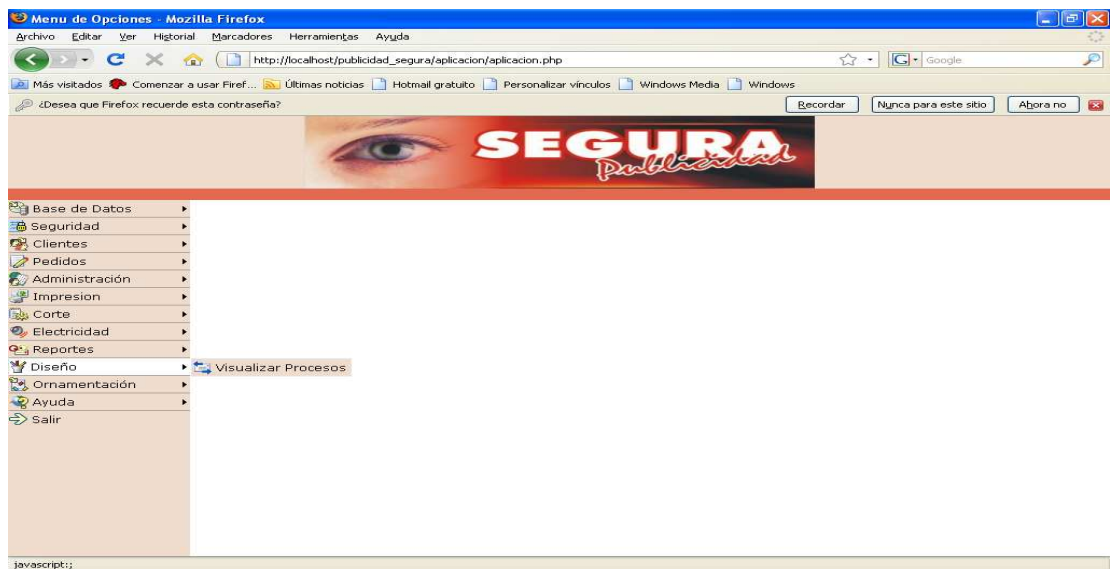 Menu de Opciones - Mozilla Firefox
Archivo Editar Ver Historial Marcadores Herramientas Ayuda
http://localhost/publicidad_segura/aplicacion/aplicacion.php
Google
Más visitados Comenzar a usar Firef... Últimas noticias Hotmail gratuito Personalizar vínculos Windows Media Windows
¿Desea que Firefox recuerde esta contraseña? Recordar Nunca para este sitio Ahora no
SEGURA
Publicidad
Base de Datos
Seguridad
Clientes
Pedidos
Administración
Impresion
Corte
Electricidad
Reportes
Diseño
Visualizar Procesos
Ornamentación
Ayuda
Salir
javascript:;